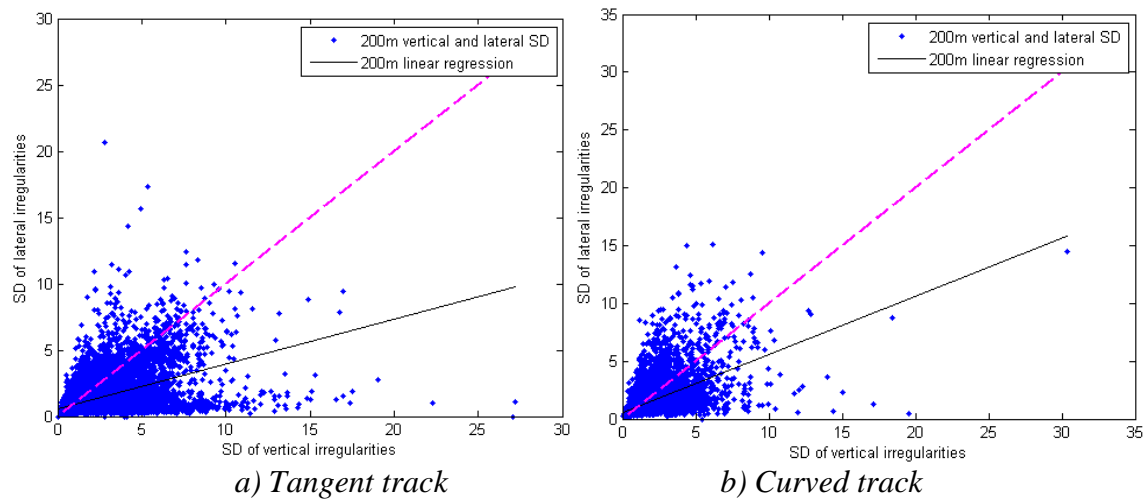 30
25
20
15
10
5
0
0 5 10 15 20 25 30
SD of lateral irregularities
SD of vertical irregularities
200m vertical and lateral SD
200m linear regression
a) Tangent track
35
30
25
20
15
10
5
0
0 5 10 15 20 25 30 35
SD of lateral irregularities
SD of vertical irregularities
200m vertical and lateral SD
200m linear regression
b) Curved track